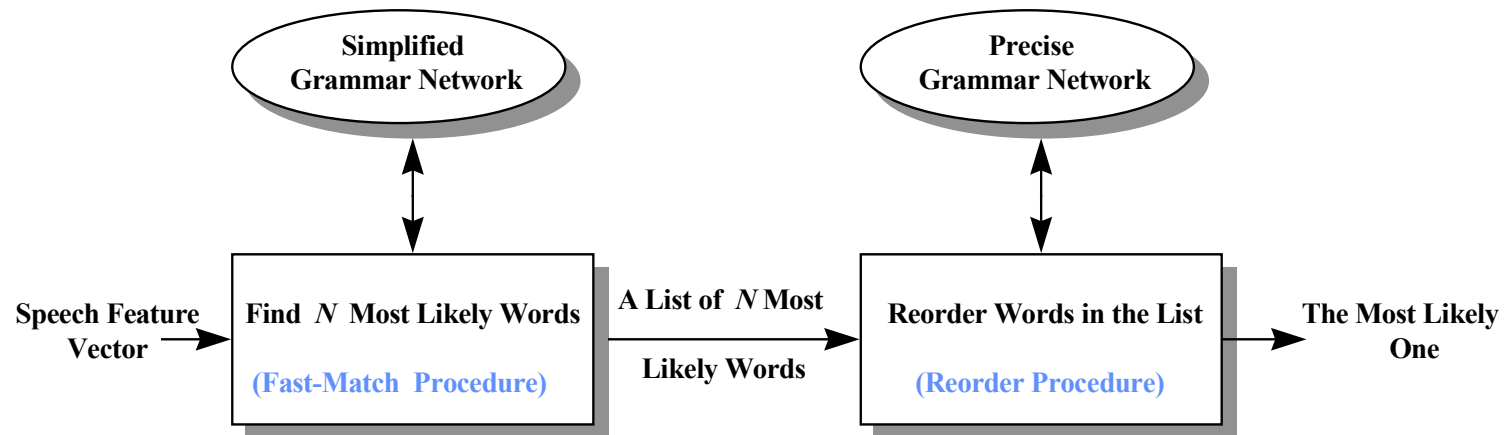 Simplified
Grammar Network
Precise
Grammar Network
Speech Feature
Vector
Find N Most Likely Words
(Fast-Match Procedure)
A List of N Most
Likely Words
Reorder Words in the List
(Reorder Procedure)
The Most Likely
One